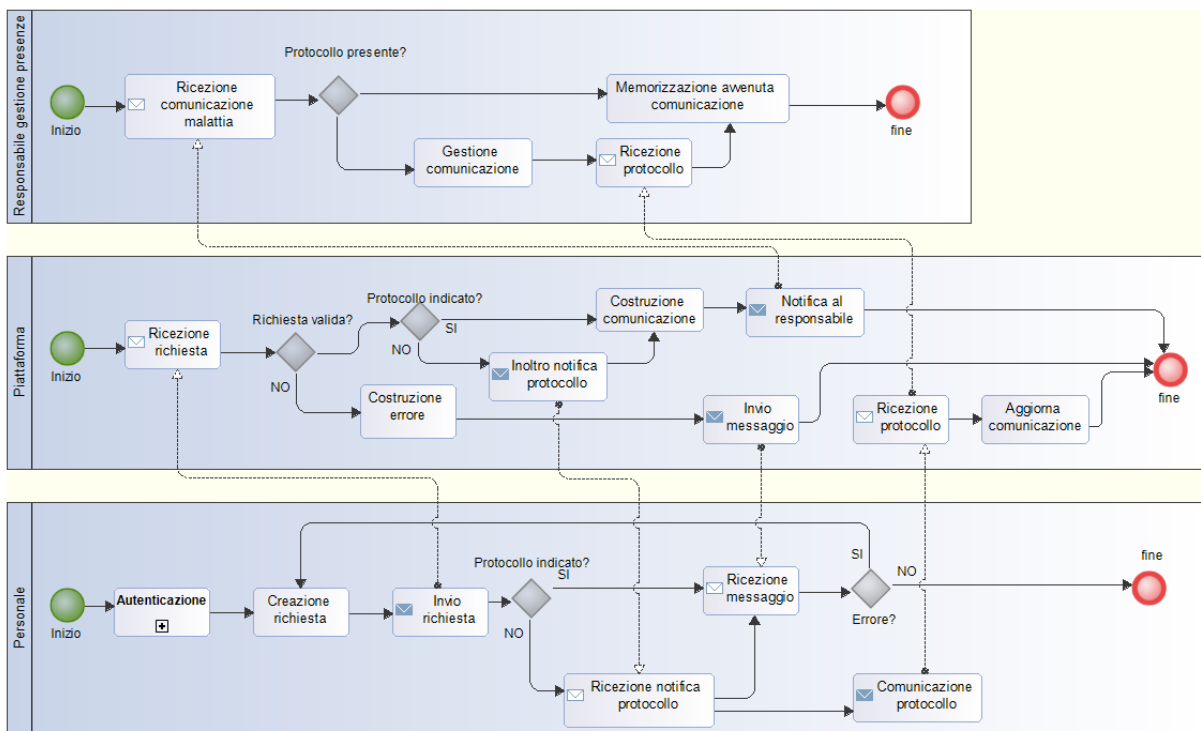 Responsabile gestione presenze
Protocollo presente?
Ricezione
comunicazione
malattia
Memorizzazione avvenuta
comunicazione
Inizio
fine
Gestione
comunicazione
Ricezione
protocollo
Piattaforma
Protocollo indicato?
Costruzione
comunicazione
Notifica al
responsabile
Richiesta valida?
SI
Ricezione
richiesta
NO
Inizio
Inoltro notifica
protocollo
NO
Costruzione
errore
Invio
messaggio
Ricezione
protocollo
Aggiorna
comunicazione
fine
Personale
Protocollo indicato?
SI
SI
fine
Autenticazione
Creazione
richiesta
Invio
richiesta
Ricezione
messaggio
NO
Inizio
Errore?
NO
Ricezione notifica
protocollo
Comunicazione
protocollo